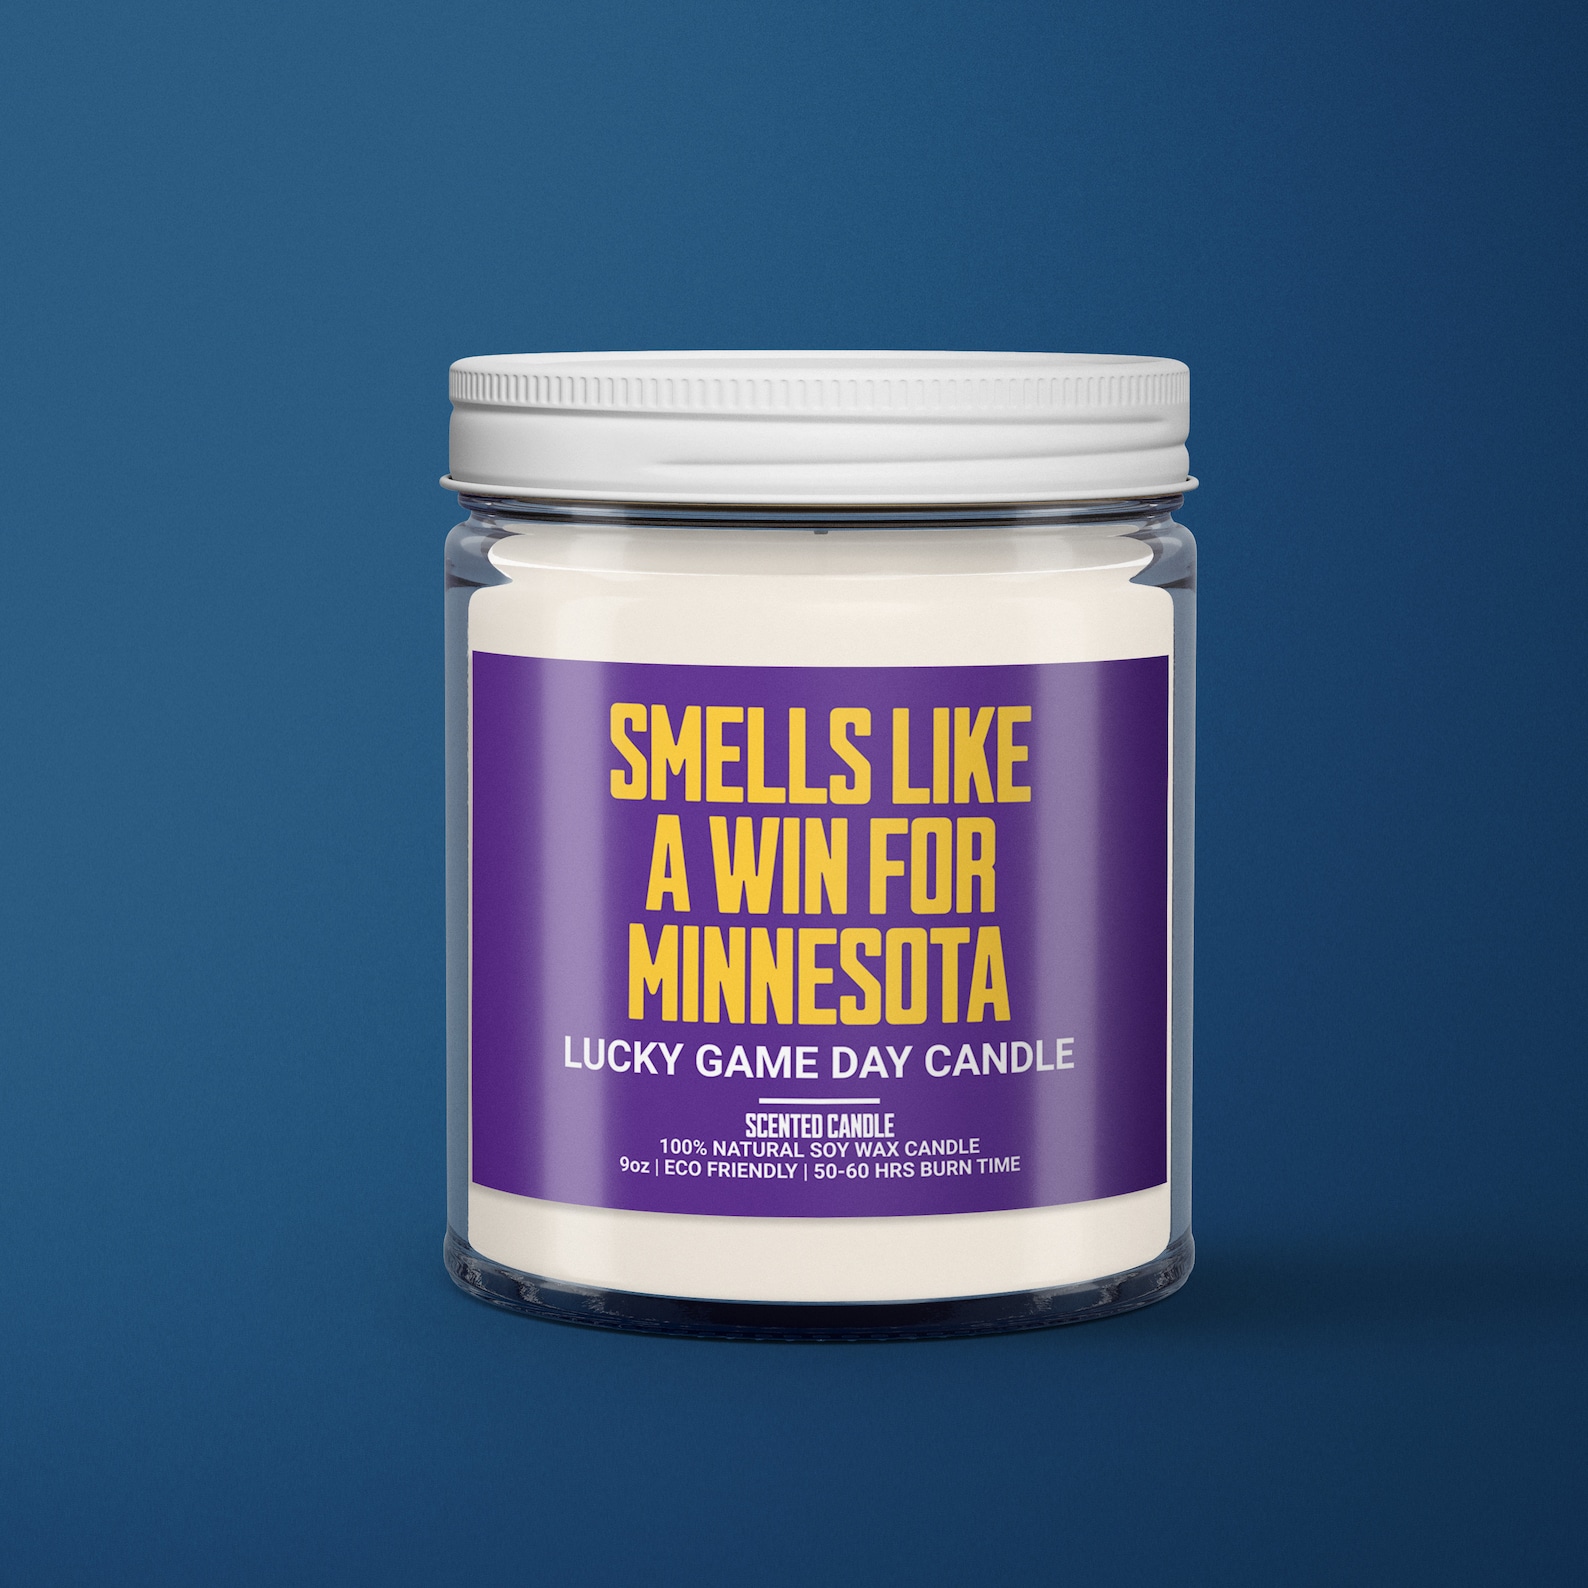 SMELLS LIKE
A WIN FOR
MINNESOTA
LUCKY GAME DAY CANDLE
SCENTED CANDLE
100% NATURAL SOY WAX CANDLE
9oz | ECO FRIENDLY | 50-60 HRS BURN TIME